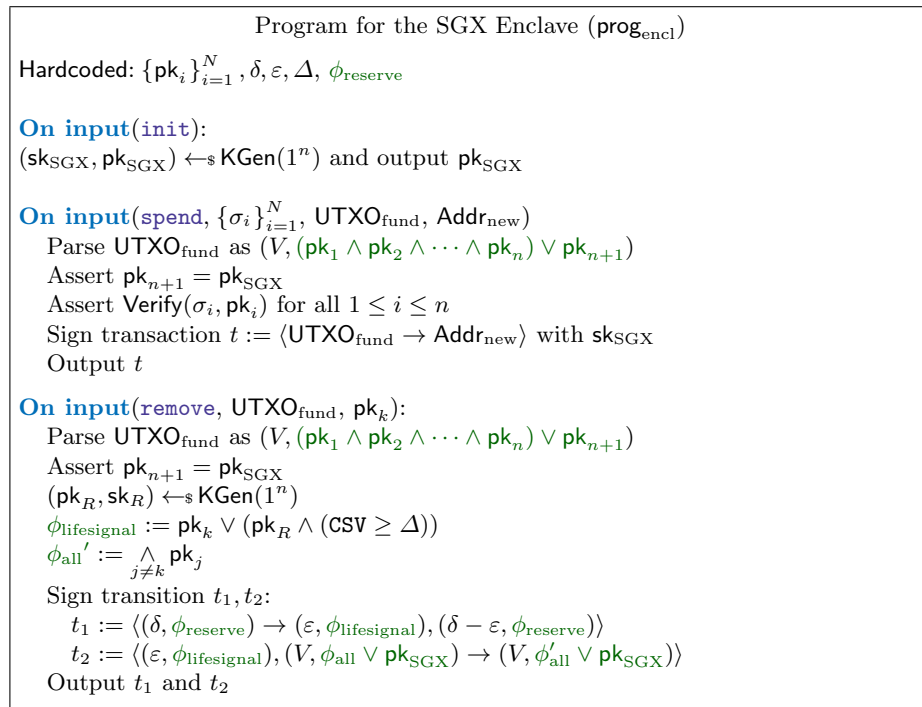 Program for the SGX Enclave (prog_encl)
Hardcoded: {pk_i}_{i=1}^N, δ, ε, Δ, ϕ_reserve
On input(init):
(sk_SGX, pk_SGX) ←$ KGen(1^n) and output pk_SGX
On input(spend, {σ_i}_{i=1}^N, UTXO_fund, Addr_new)
Parse UTXO_fund as (V, (pk_1 ∧ pk_2 ∧ ⋯ ∧ pk_n) ∨ pk_{n+1})
Assert pk_{n+1} = pk_SGX
Assert Verify(σ_i, pk_i) for all 1 ≤ i ≤ n
Sign transaction t := ⟨UTXO_fund → Addr_new⟩ with sk_SGX
Output t
On input(remove, UTXO_fund, pk_k):
Parse UTXO_fund as (V, (pk_1 ∧ pk_2 ∧ ⋯ ∧ pk_n) ∨ pk_{n+1})
Assert pk_{n+1} = pk_SGX
(pk_R, sk_R) ←$ KGen(1^n)
ϕ_lifesignal := pk_k ∨ (pk_R ∧ (CSV ≥ Δ))
ϕ_all′ := ∧_{j≠k} pk_j
Sign transition t_1, t_2:
t_1 := ⟨(δ, ϕ_reserve) → (ε, ϕ_lifesignal), (δ − ε, ϕ_reserve)⟩
t_2 := ⟨(ε, ϕ_lifesignal), (V, ϕ_all ∨ pk_SGX) → (V, ϕ′_all ∨ pk_SGX)⟩
Output t_1 and t_2